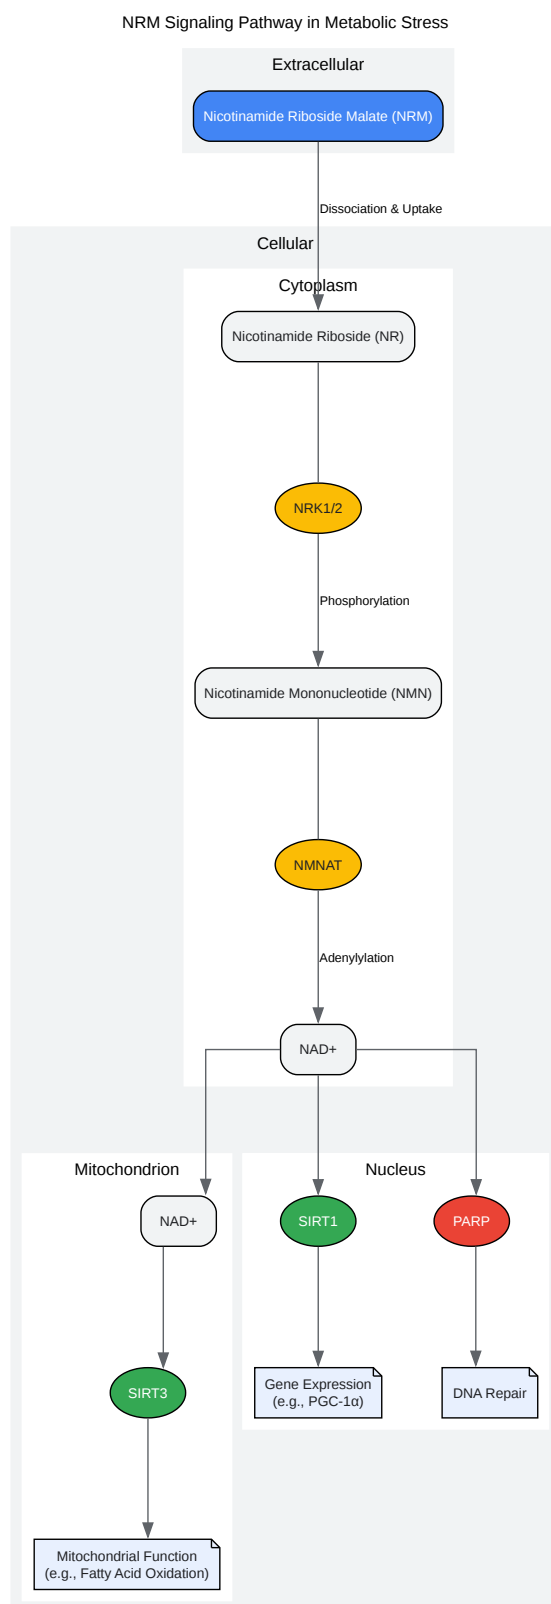 NRM Signaling Pathway in Metabolic Stress
Extracellular
Nicotinamide Riboside Malate (NRM)
Dissociation & Uptake
Cellular
Cytoplasm
Nicotinamide Riboside (NR)
NRK1/2
Phosphorylation
Nicotinamide Mononucleotide (NMN)
NMNAT
Adenylylation
NAD+
Mitochondrion
Nucleus
NAD+
SIRT1
PARP
SIRT3
Gene Expression
(e.g., PGC-1α)
DNA Repair
Mitochondrial Function
(e.g., Fatty Acid Oxidation)